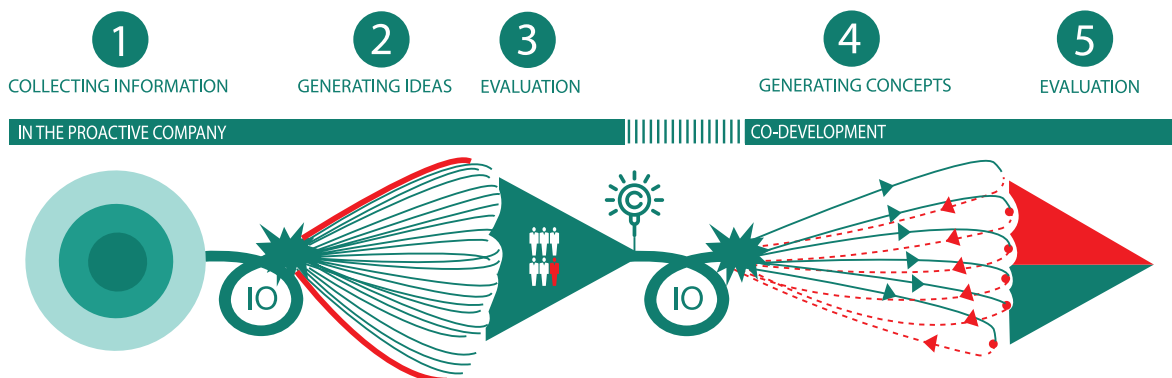 1
2
3
4
5
COLLECTING INFORMATION
GENERATING IDEAS
EVALUATION
GENERATING CONCEPTS
EVALUATION
IN THE PROACTIVE COMPANY
CO-DEVELOPMENT
C
IO
IO